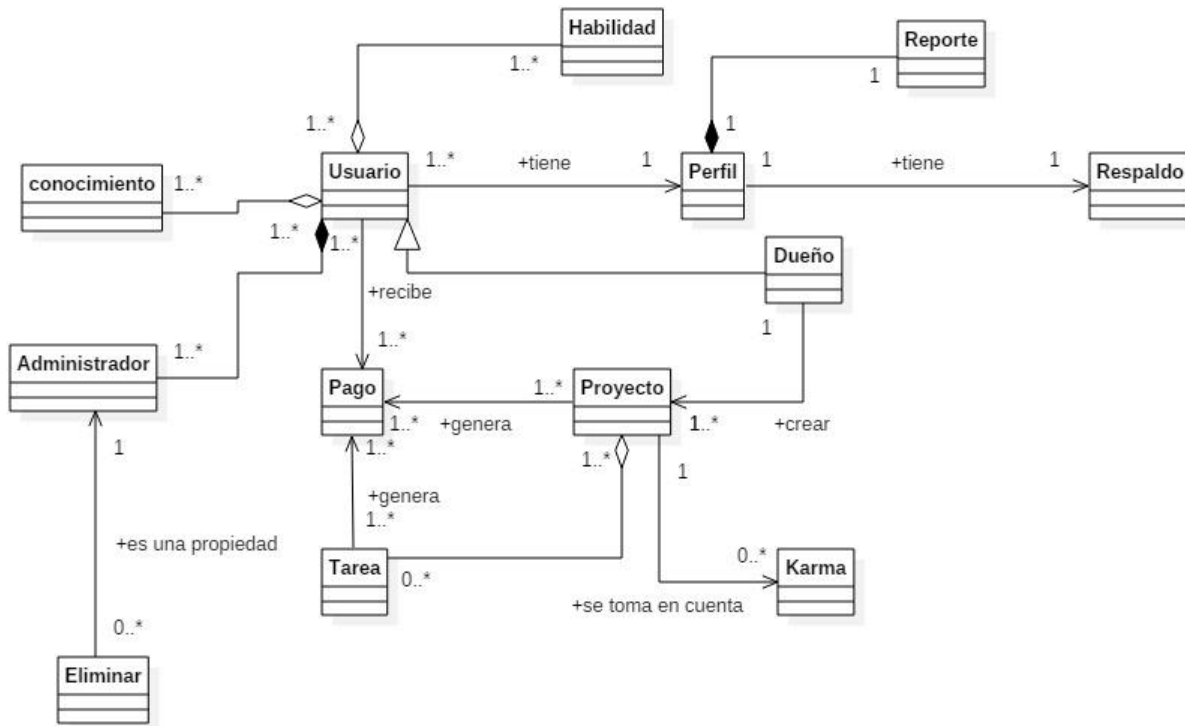 Habilidad
1..*
Reporte
1
1..*
1
Usuario
1..*
+tiene
1
Perfil
1
+tiene
1
Respaldo
conocimiento
1..*
1..*
1..*
Dueño
+recibe
1
1..*
Administrador
1..*
Pago
1..*
Proyecto
1..*
+genera
1..*
+crear
1..*
1..*
1
1
+genera
1..*
+es una propiedad
Tarea
0..*
0..*
Karma
+se toma en cuenta
0..*
Eliminar